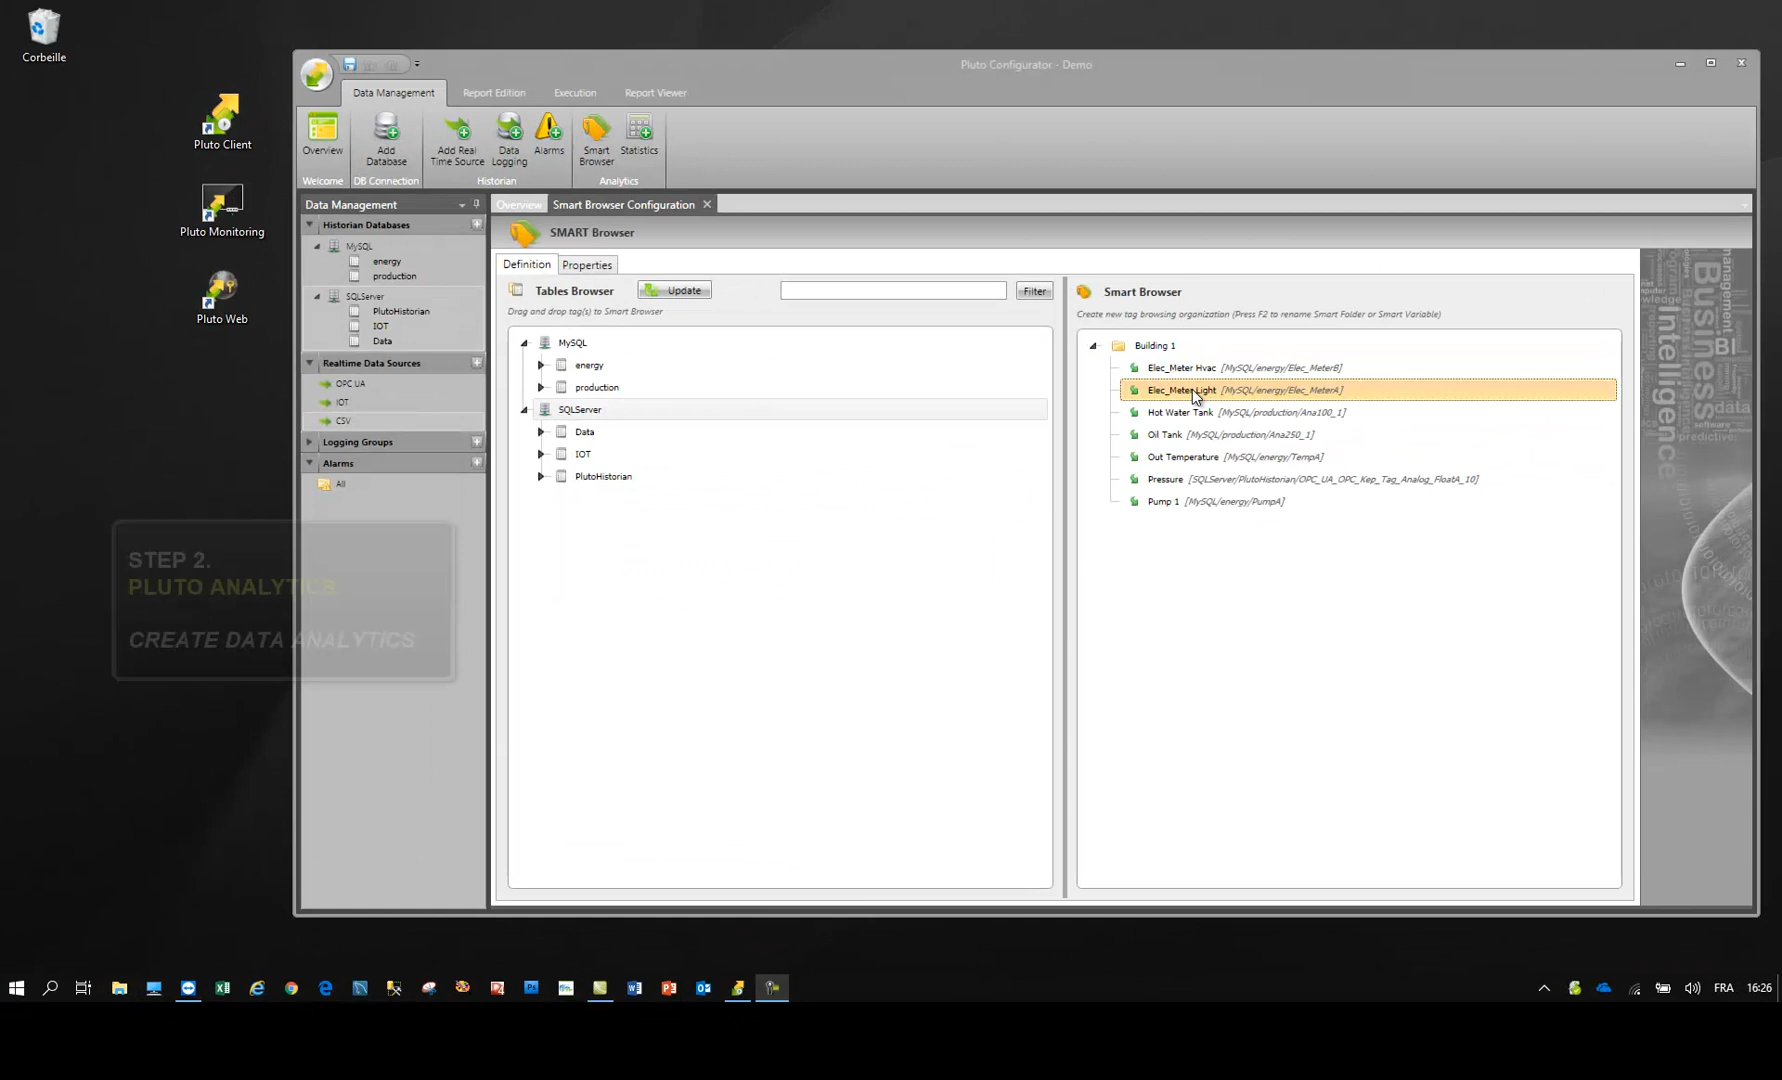 Corbeille
Pluto Client
Pluto Monitoring
Pluto Web
Pluto Configurator - Demo
Data Management
Report Edition
Execution
Report Viewer
Overview
Add Database
Add Real Time Source
Data Logging
Alarms
Smart Browser
Statistics
Welcome
DB Connection
Historian
Analytics
Data Management
Historian Databases
MySQL
energy
production
SQLServer
PlutoHistorian
IOT
Data
Realtime Data Sources
OPC UA
IOT
CSV
Logging Groups
Alarms
All
Overview
Smart Browser Configuration
SMART Browser
Definition
Properties
Tables Browser
Update
Filter
Drag and drop tag(s) to Smart Browser
MySQL
energy
production
SQLServer
Data
IOT
PlutoHistorian
Smart Browser
Create new tag browsing organization (Press F2 to rename Smart Folder or Smart Variable)
Building 1
Elec_Meter Hvac [MySQL/energy/Elec_MeterB]
Elec_Meter Light [MySQL/energy/Elec_MeterA]
Hot Water Tank [MySQL/production/Ana100_1]
Oil Tank [MySQL/production/Ana250_1]
Out Temperature [MySQL/energy/TempA]
Pressure [SQLServer/PlutoHistorian/OPC_UA_OPC_Kep_Tag_Analog_FloatA_10]
Pump 1 [MySQL/energy/PumpA]
STEP 2.
PLUTO ANALYTICS
CREATE DATA ANALYTICS
Business
Intelligence
management
data
predictive
BI
FRA
16:26